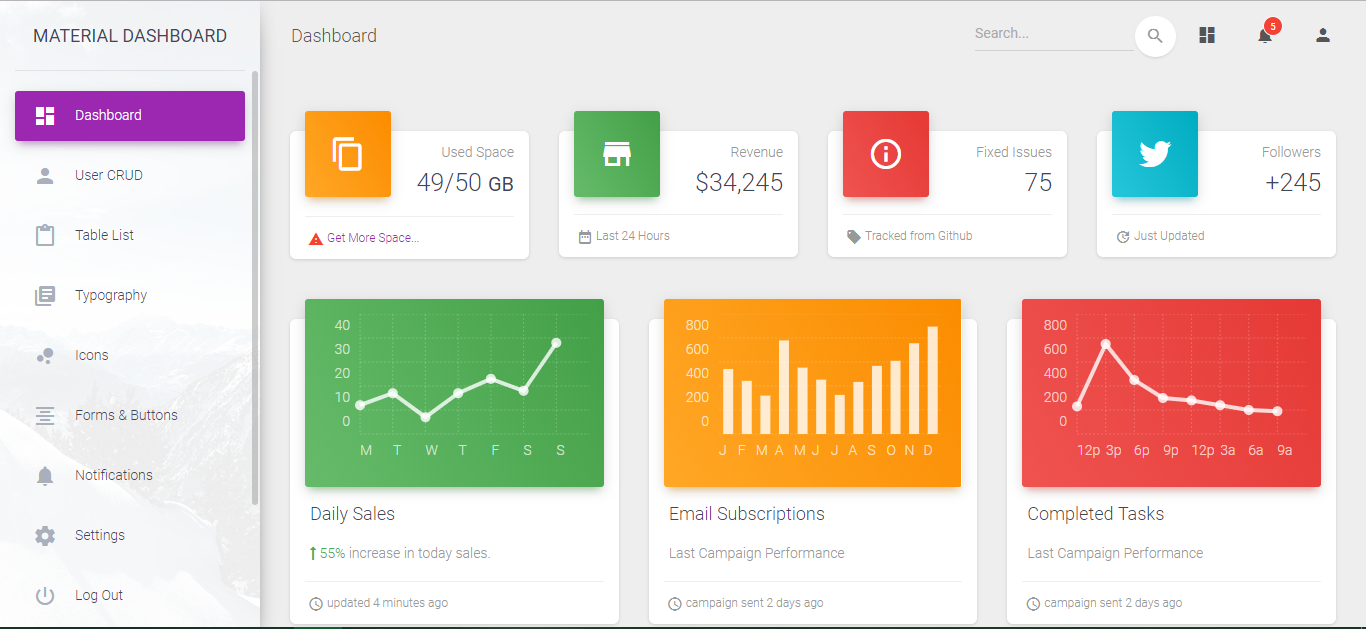 MATERIAL DASHBOARD
Dashboard
User CRUD
Table List
Typography
Icons
Forms & Buttons
Notifications
Settings
Log Out
Dashboard
Search...
5
Used Space
49/50 GB
Get More Space...
Revenue
$34,245
Last 24 Hours
Fixed Issues
75
Tracked from Github
Followers
+245
Just Updated
40
30
20
10
0
M T W T F S S
Daily Sales
55% increase in today sales.
updated 4 minutes ago
800
600
400
200
0
J F M A M J J A S O N D
Email Subscriptions
Last Campaign Performance
campaign sent 2 days ago
800
600
400
200
0
12p 3p 6p 9p 12p 3a 6a 9a
Completed Tasks
Last Campaign Performance
campaign sent 2 days ago